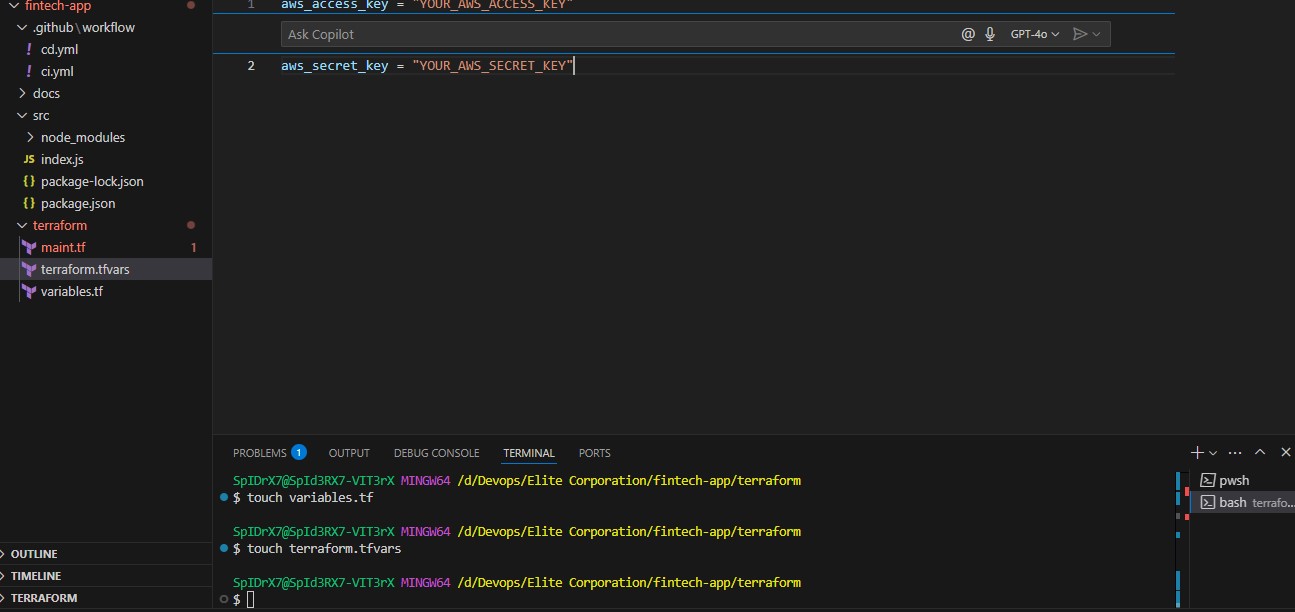 fintech-app
.github\workflow
! cd.yml
! ci.yml
docs
src
node_modules
JS index.js
{} package-lock.json
{} package.json
terraform
maint.tf 1
terraform.tfvars
variables.tf
OUTLINE
TIMELINE
TERRAFORM
1 aws_access_key = "YOUR_AWS_ACCESS_KEY"
Ask Copilot @ GPT-4o
2 aws_secret_key = "YOUR_AWS_SECRET_KEY"
PROBLEMS 1 OUTPUT DEBUG CONSOLE TERMINAL PORTS
SpIDrX7@SpId3RX7-VIT3rX MINGW64 /d/Devops/Elite Corporation/fintech-app/terraform
$ touch variables.tf
SpIDrX7@SpId3RX7-VIT3rX MINGW64 /d/Devops/Elite Corporation/fintech-app/terraform
$ touch terraform.tfvars
SpIDrX7@SpId3RX7-VIT3rX MINGW64 /d/Devops/Elite Corporation/fintech-app/terraform
$
pwsh
bash terrafo...